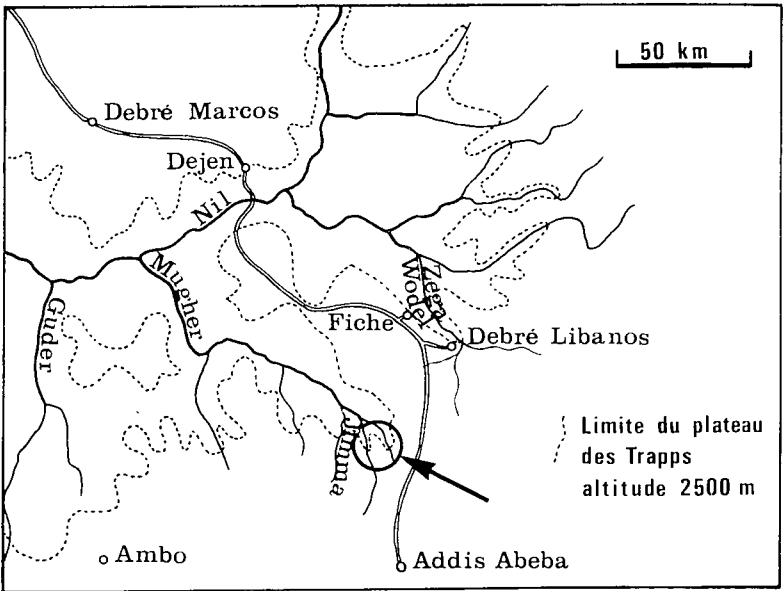 50 km
Debré Marcos
Dejen
Nil
Mugher
Guder
Zega
Wodel
Fiche
Debré Libanos
Jimma
Limite du plateau
des Trapps
altitude 2500 m
Ambo
Addis Abeba